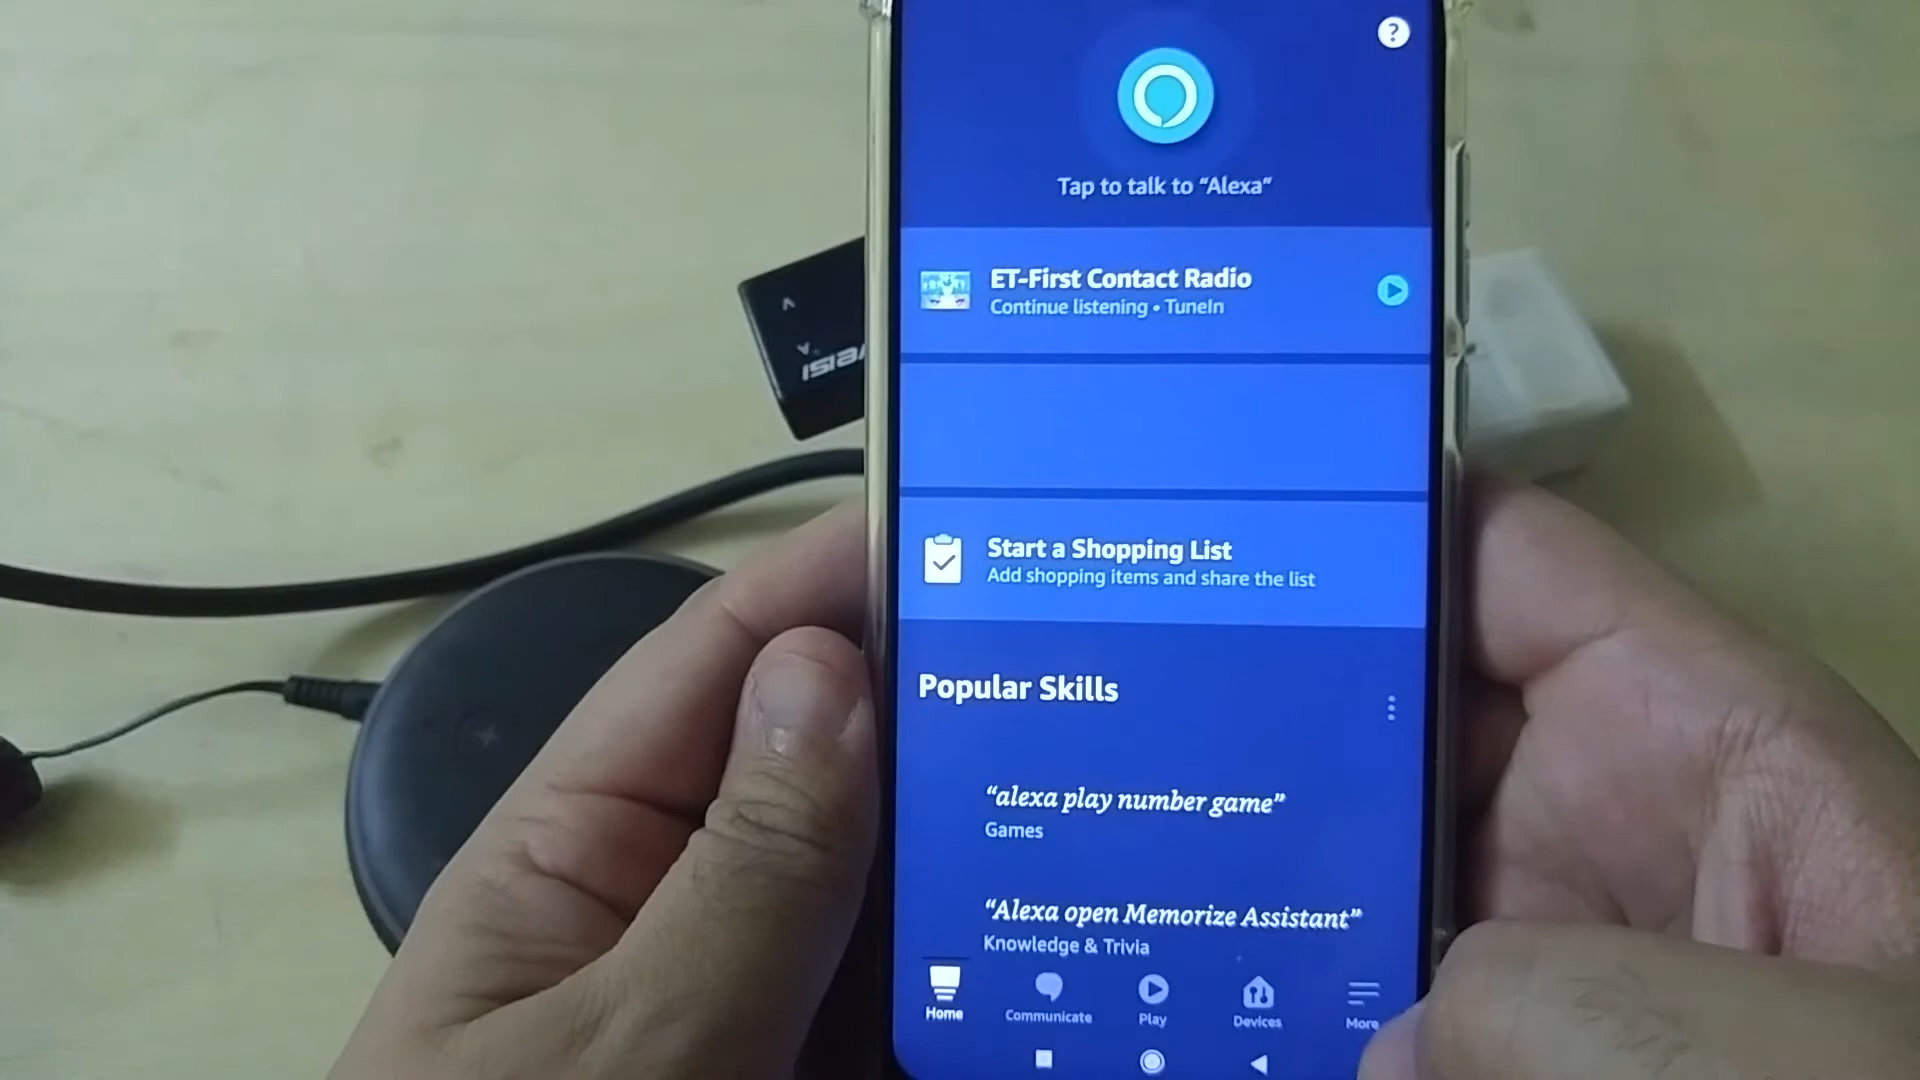 ?
Tap to talk to “Alexa”
ET-First Contact Radio
Continue listening • TuneIn
Start a Shopping List
Add shopping items and share the list
Popular Skills
“alexa play number game”
Games
“Alexa open Memorize Assistant”
Knowledge & Trivia
Home
Communicate
Play
Devices
More